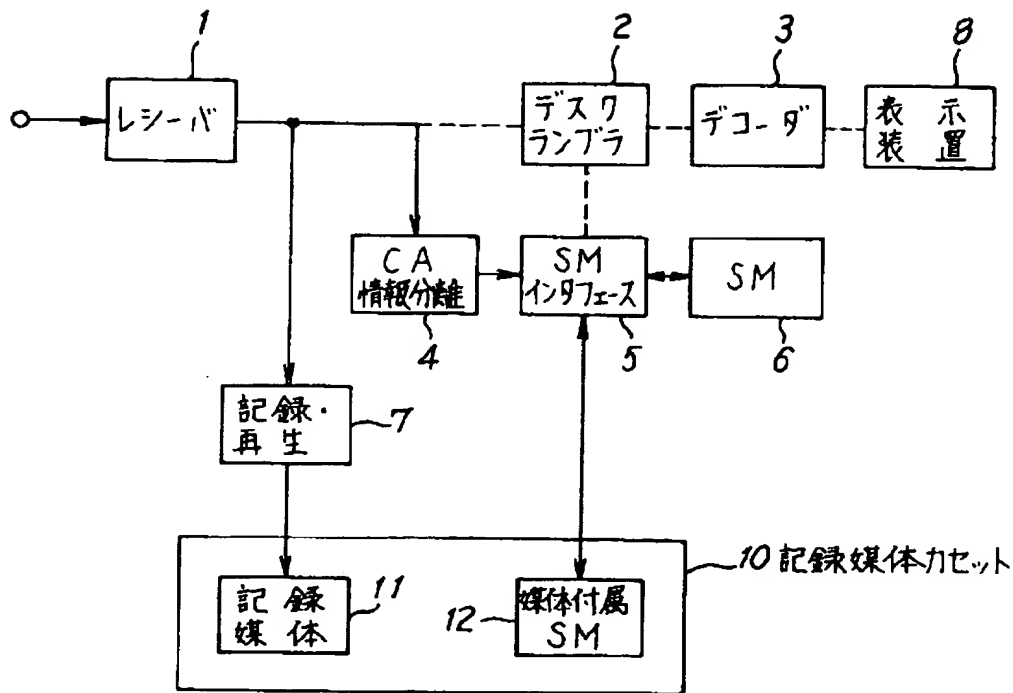 1
レシーバ
2
デスク
ランブラ
3
デコーダ
8
表示
装置
CA
情報分離
4
SM
インタフェース
5
SM
6
記録・
再生
7
10 記録媒体カセット
記録
媒体
11
12
媒体付属
SM